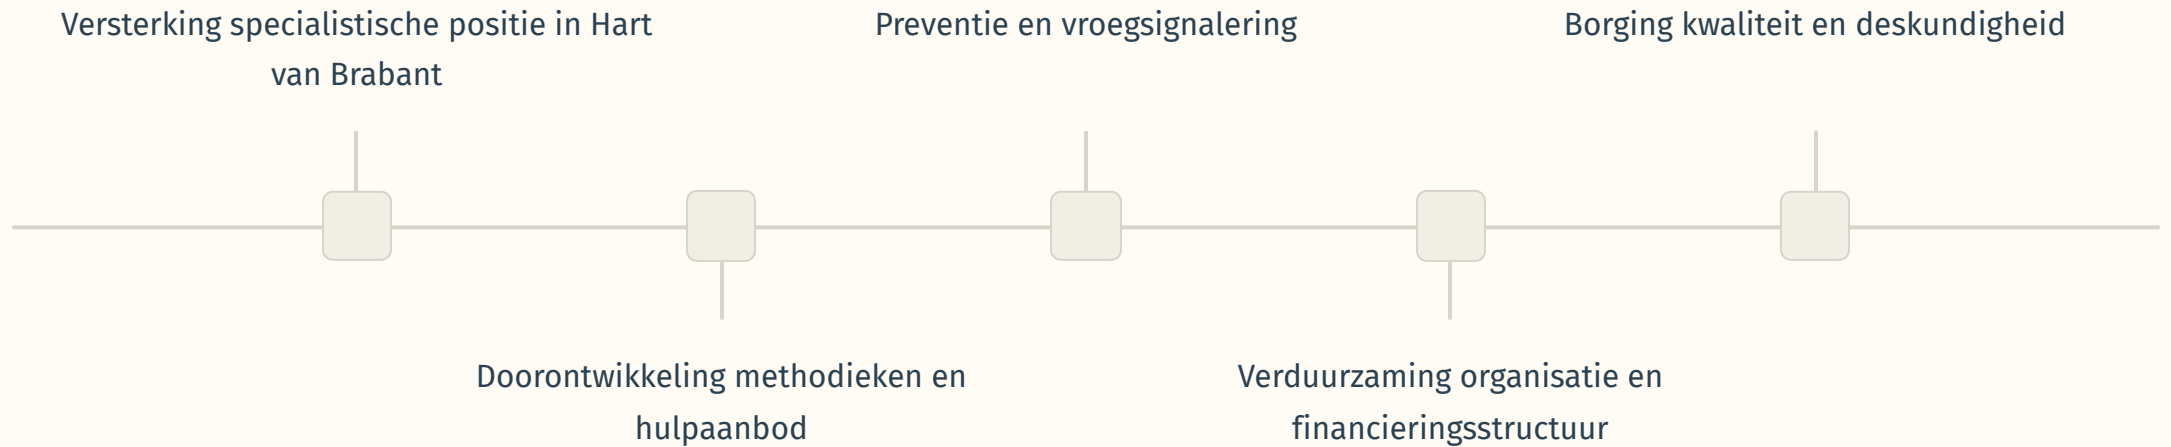 Versterking specialistische positie in Hart
van Brabant
Doorontwikkeling methodieken en
hulpaanbod
Preventie en vroegsignalering
Verduurzaming organisatie en
financieringsstructuur
Borging kwaliteit en deskundigheid